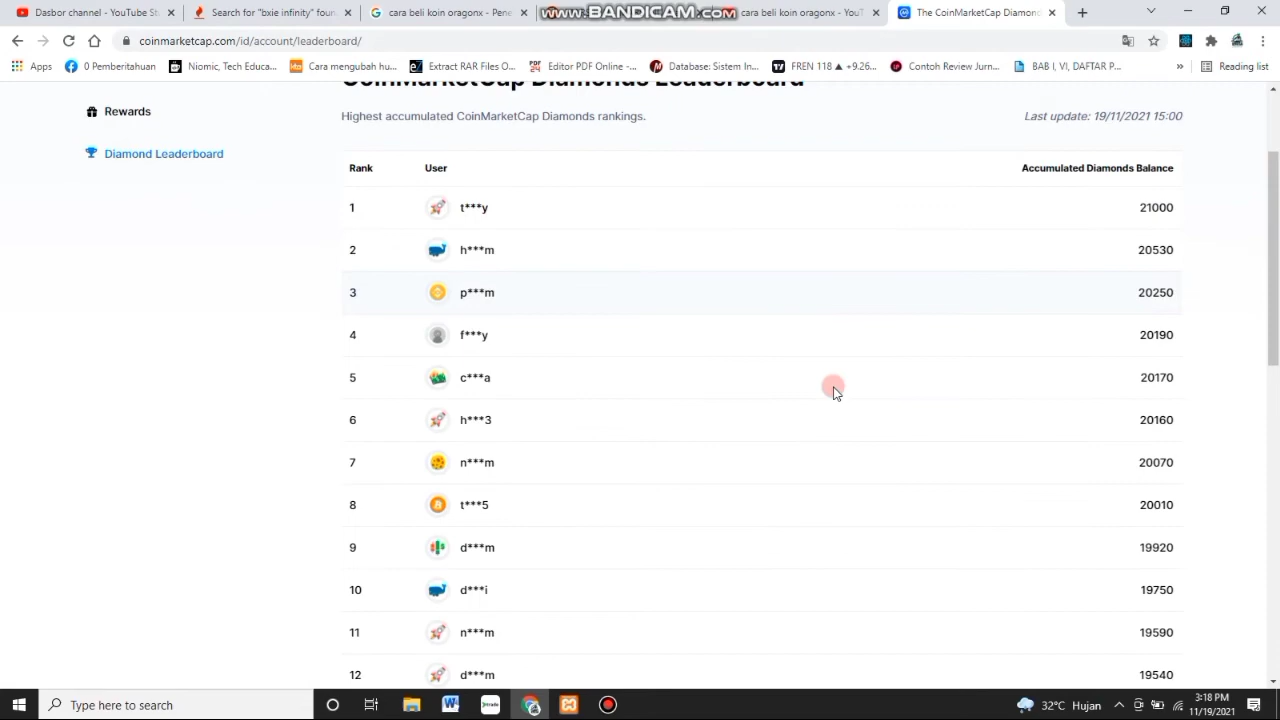 Dasbor channel - YouTube St
Search for "bxie infinity" foun
cara beli koin - Pene
cara beli koin oragonx - YouT
The CoinMarketCap Diamond
WWW.BANDICAM.COM
coinmarketcap.com/id/account/leaderboard/
Apps
0 Pemberitahuan
Niomic, Tech Educa...
Cara mengubah hu...
Extract RAR Files O...
Editor PDF Online -...
Database: Sistem In...
FREN 118 ▲ +9.26...
Contoh Review Jurn...
BAB I, VI, DAFTAR P...
»
Reading list
CoinMarketCap Diamonds Leaderboard
Rewards
Highest accumulated CoinMarketCap Diamonds rankings.
Last update: 19/11/2021 15:00
Diamond Leaderboard
Rank User Accumulated Diamonds Balance
1 t***y 21000
2 h***m 20530
3 p***m 20250
4 f***y 20190
5 c***a 20170
6 h***3 20160
7 n***m 20070
8 t***5 20010
9 d***m 19920
10 d***i 19750
11 n***m 19590
12 d***m 19540
Type here to search
32°C Hujan
3:18 PM
11/19/2021